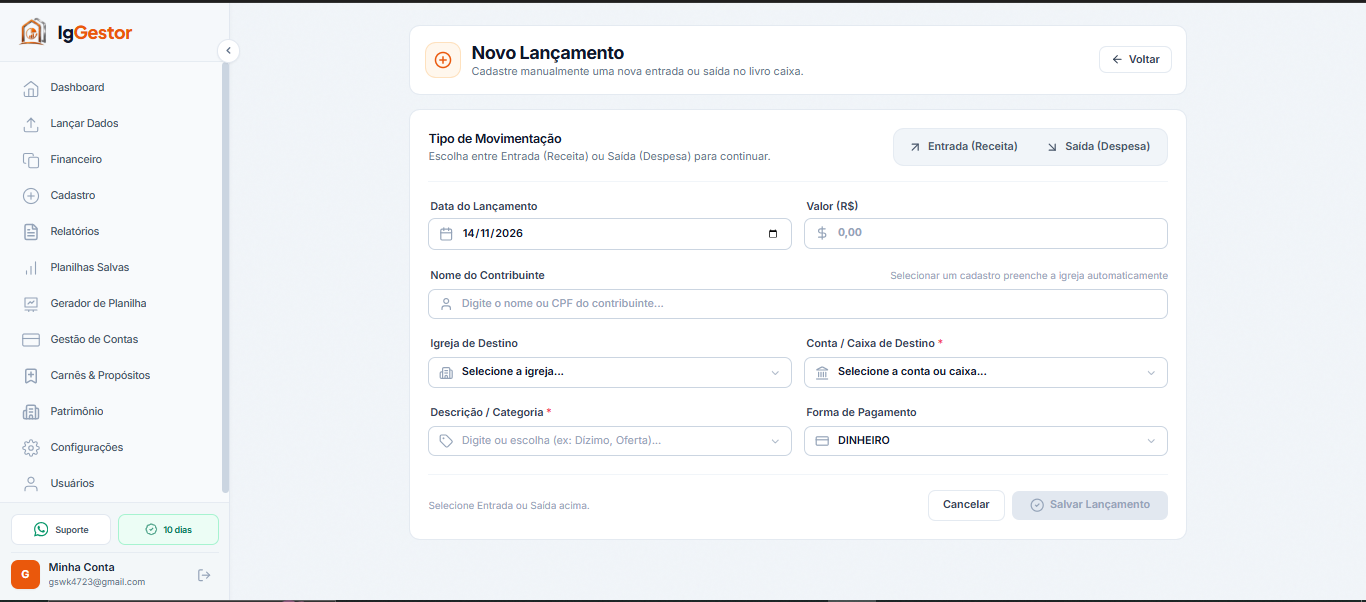 IgGestor
Dashboard
Lançar Dados
Financeiro
Cadastro
Relatórios
Planilhas Salvas
Gerador de Planilha
Gestão de Contas
Carnês & Propósitos
Patrimônio
Configurações
Usuários
Suporte
10 dias
G
Minha Conta
gswk4723@gmail.com
Novo Lançamento
Cadastre manualmente uma nova entrada ou saída no livro caixa.
Voltar
Tipo de Movimentação
Escolha entre Entrada (Receita) ou Saída (Despesa) para continuar.
Entrada (Receita)
Saída (Despesa)
Data do Lançamento
Valor (R$)
14/11/2026
0,00
Nome do Contribuinte
Selecionar um cadastro preenche a igreja automaticamente
Digite o nome ou CPF do contribuinte...
Igreja de Destino
Conta / Caixa de Destino *
Selecione a igreja...
Selecione a conta ou caixa...
Descrição / Categoria *
Forma de Pagamento
Digite ou escolha (ex: Dízimo, Oferta)...
DINHEIRO
Selecione Entrada ou Saída acima.
Cancelar
Salvar Lançamento